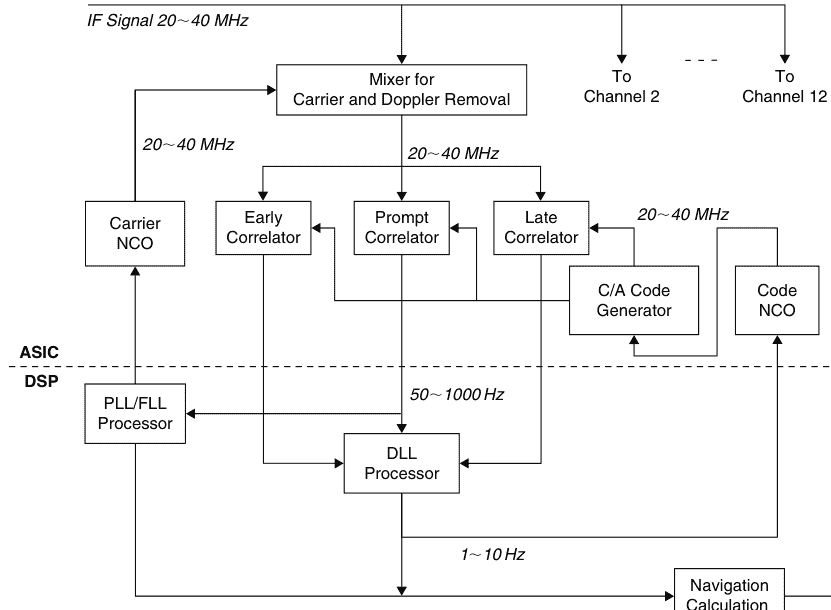 IF Signal 20~40 MHz
Mixer for
Carrier and Doppler Removal
To
Channel 2
- - -
To
Channel 12
20~40 MHz
20~40 MHz
Carrier
NCO
Early
Correlator
Prompt
Correlator
Late
Correlator
20~40 MHz
C/A Code
Generator
Code
NCO
ASIC
DSP
PLL/FLL
Processor
50~1000 Hz
DLL
Processor
1~10 Hz
Navigation
Calculation